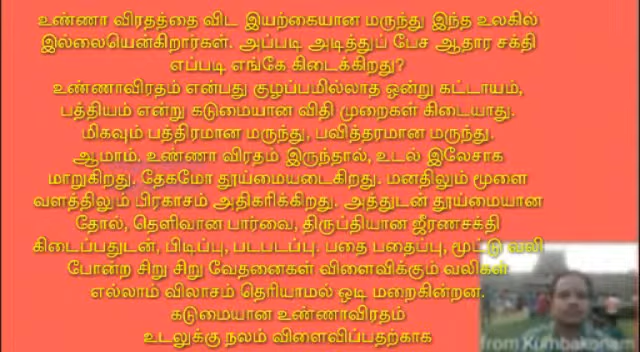 உண்ணா விரதத்தை விட இயற்கையான மருந்து இந்த உலகில்
இல்லையென்கிறார்கள். அப்படி அடித்துப் பேச ஆதார சக்தி
எப்படி எங்கே கிடைக்கிறது?
உண்ணாவிரதம் என்பது குழப்பமில்லாத ஒன்று கட்டாயம்,
பத்தியம் என்று கடுமையான விதி முறைகள் கிடையாது.
மிகவும் பத்திரமான மருந்து, பவித்தரமான மருந்து.
ஆமாம். உண்ணா விரதம் இருந்தால், உடல் இலேசாக
மாறுகிறது. தேகமோ தூய்மையடைகிறது. மனதிலும் மூளை
வளத்திலும் பிரகாசம் அதிகரிக்கிறது. அத்துடன் தூய்மையான
தோல், தெளிவான பார்வை, திருப்தியான ஜீரணசக்தி
கிடைப்பதுடன், பிடிப்பு, படபடப்பு. பதை பதைப்பு, மூட்டு வலி
போன்ற சிறு சிறு வேதனைகள் விளைவிக்கும் வலிகள்
எல்லாம் விலாசம் தெரியாமல் ஓடி மறைகின்றன.
கடுமையான உண்ணாவிரதம்
உடலுக்கு நலம் விளைவிப்பதற்காக
from Kumbakonam